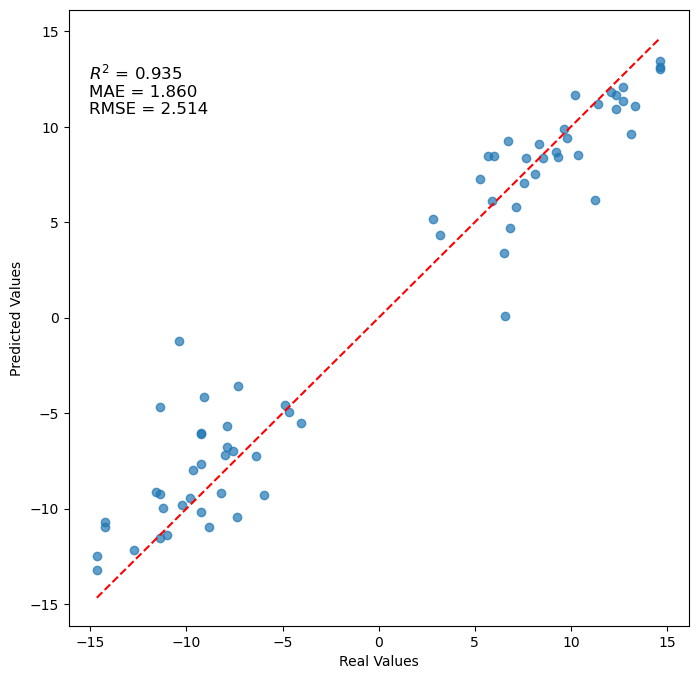 R² = 0.935
MAE = 1.860
RMSE = 2.514
15
10
5
0
−5
−10
−15
Predicted Values
−15 −10 −5 0 5 10 15
Real Values